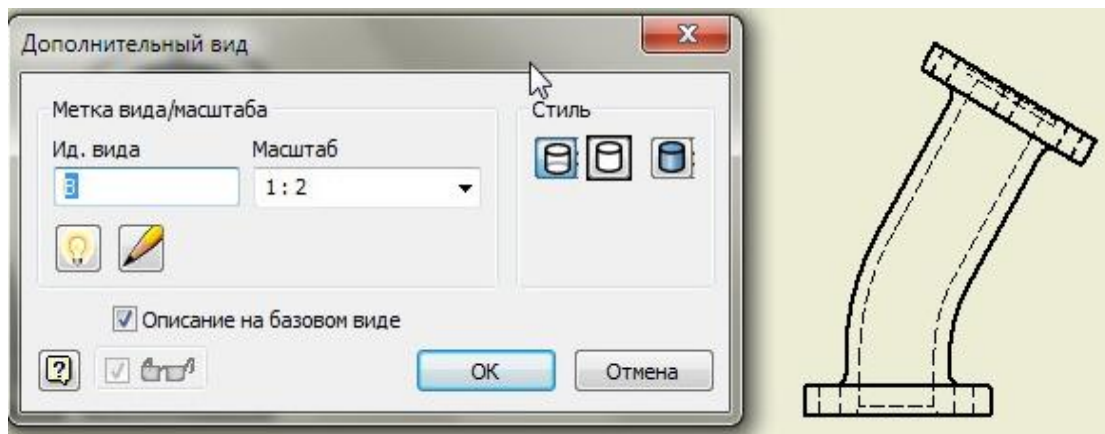 Дополнительный вид
Метка вида/масштаба
Стиль
Ид. вида
Масштаб
B
1 : 2
Описание на базовом виде
OK
Отмена